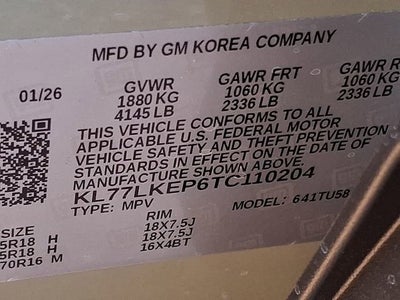 MFD BY GM KOREA COMPANY
01/26 GVWR GAWR FRT GAWR R
1880 KG 1060 KG 1060 KG
4145 LB 2336 LB 2336 LB
THIS VEHICLE CONFORMS TO ALL
APPLICABLE U.S. FEDERAL MOTOR
VEHICLE SAFETY AND THEFT
STANDARDS IN EFFECT ON THE DATE OF
MANUFACTURE SHOWN ABOVE.
KL77LKEP6TC110204
TYPE: MPV MODEL: 641TU58
SIZE RIM
5R18 H 18X7.5J
5R18 H 18X7.5J
70R16 M 16X4BT